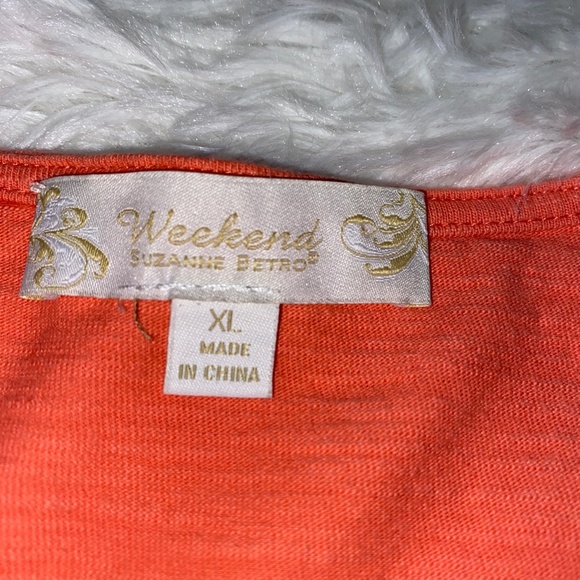 Weekend
SUZANNE BETRO®
XL
MADE
IN CHINA